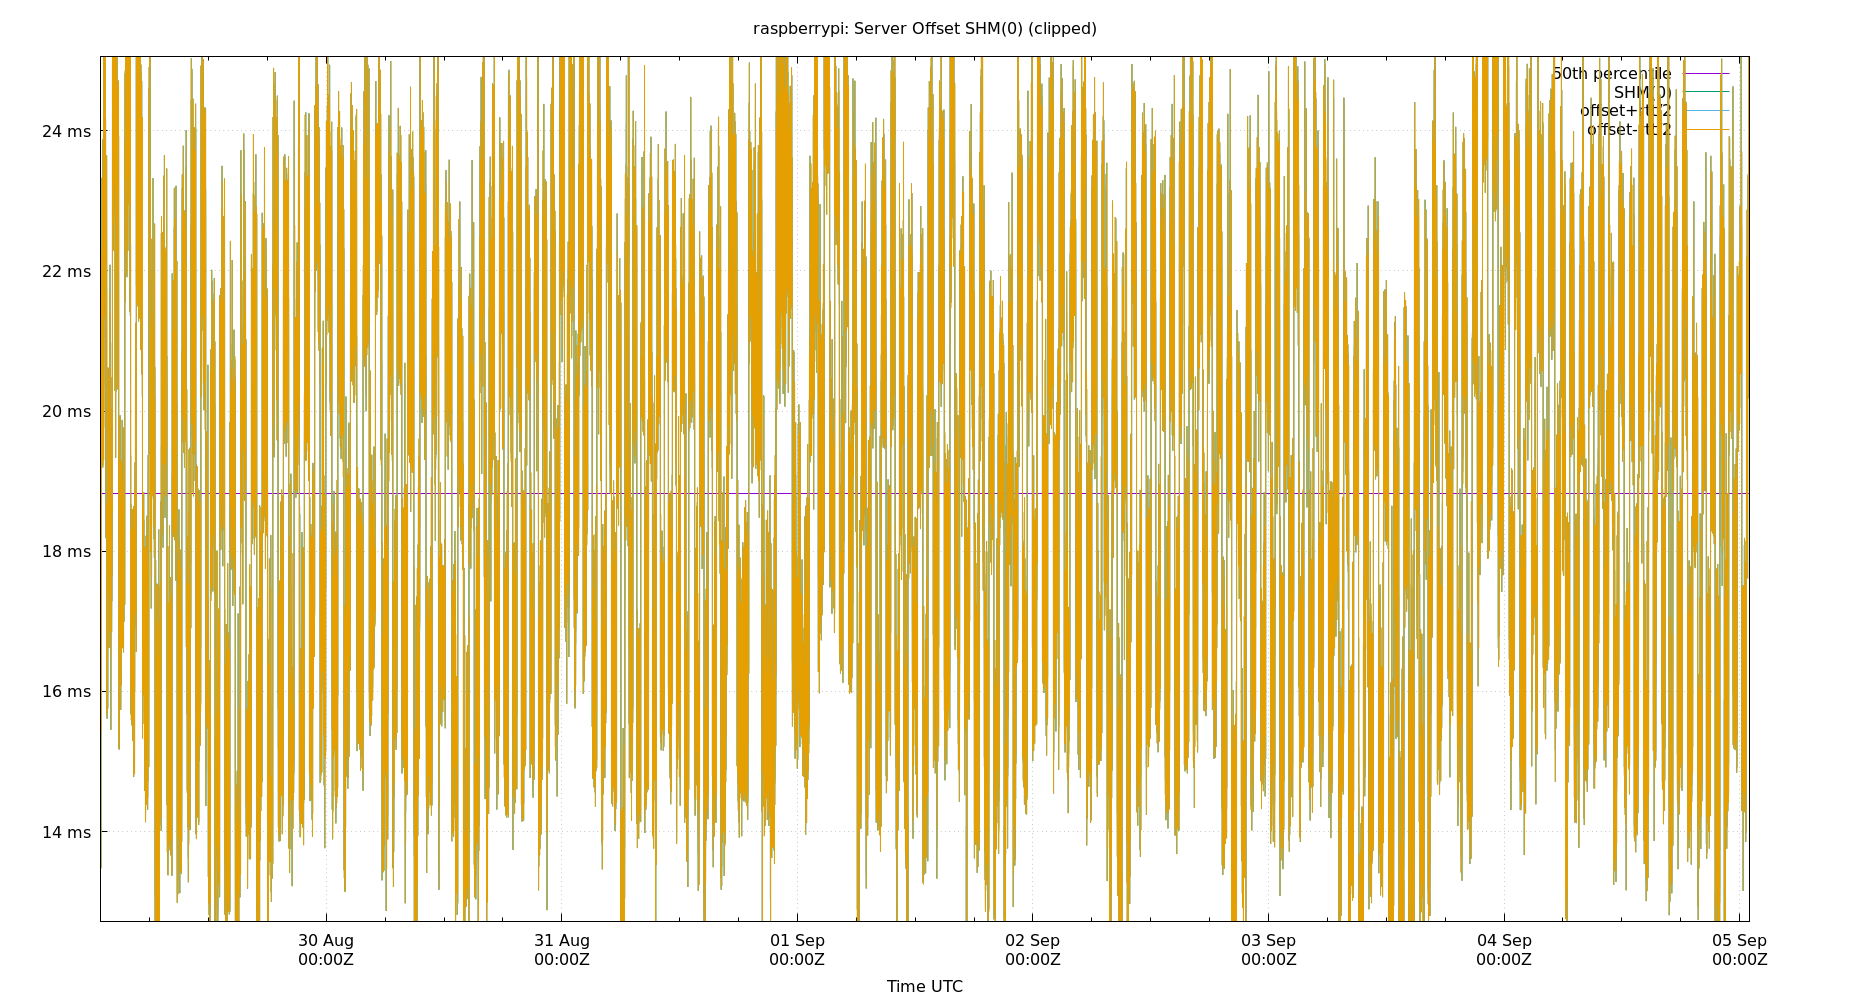 raspberrypi: Server Offset SHM(0) (clipped)
50th percentile
SHM(0)
offset+rtt/2
offset-rtt/2
24 ms
22 ms
20 ms
18 ms
16 ms
14 ms
30 Aug 31 Aug 01 Sep 02 Sep 03 Sep 04 Sep 05 Sep
00:00Z 00:00Z 00:00Z 00:00Z 00:00Z 00:00Z 00:00Z
Time UTC